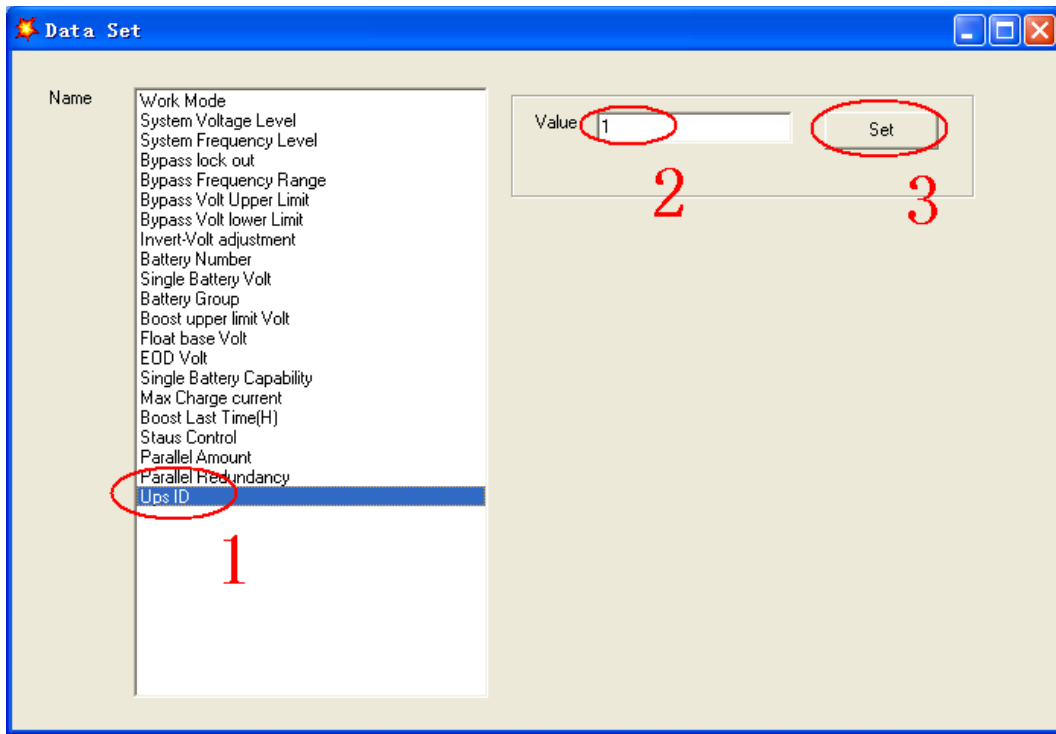 Data Set
Name
Work Mode
System Voltage Level
System Frequency Level
Bypass lock out
Bypass Frequency Range
Bypass Volt Upper Limit
Bypass Volt lower Limit
Invert-Volt adjustment
Battery Number
Single Battery Volt
Battery Group
Boost upper limit Volt
Float base Volt
EOD Volt
Single Battery Capability
Max Charge current
Boost Last Time(H)
Staus Control
Parallel Amount
Parallel Redundancy
Ups ID
1
Value 1
Set
2
3